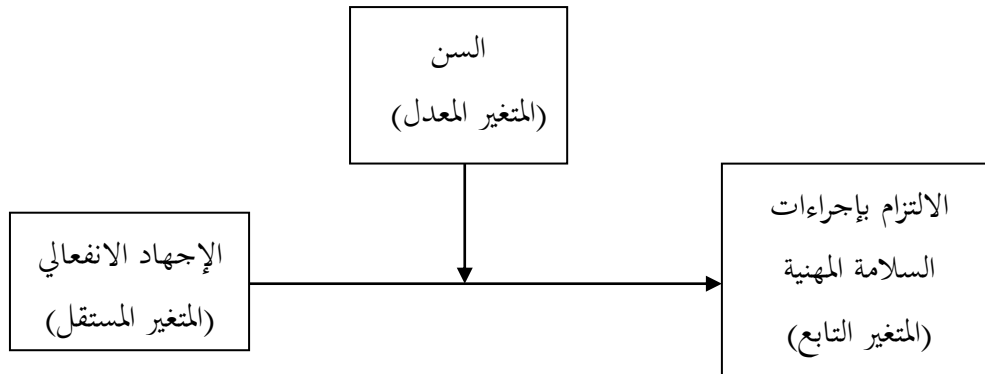 السن
(المتغير المعدل)
الالتزام بإجراءات
السلامة المهنية
(المتغير التابع)
الإجهاد الانفعالي
(المتغير المستقل)